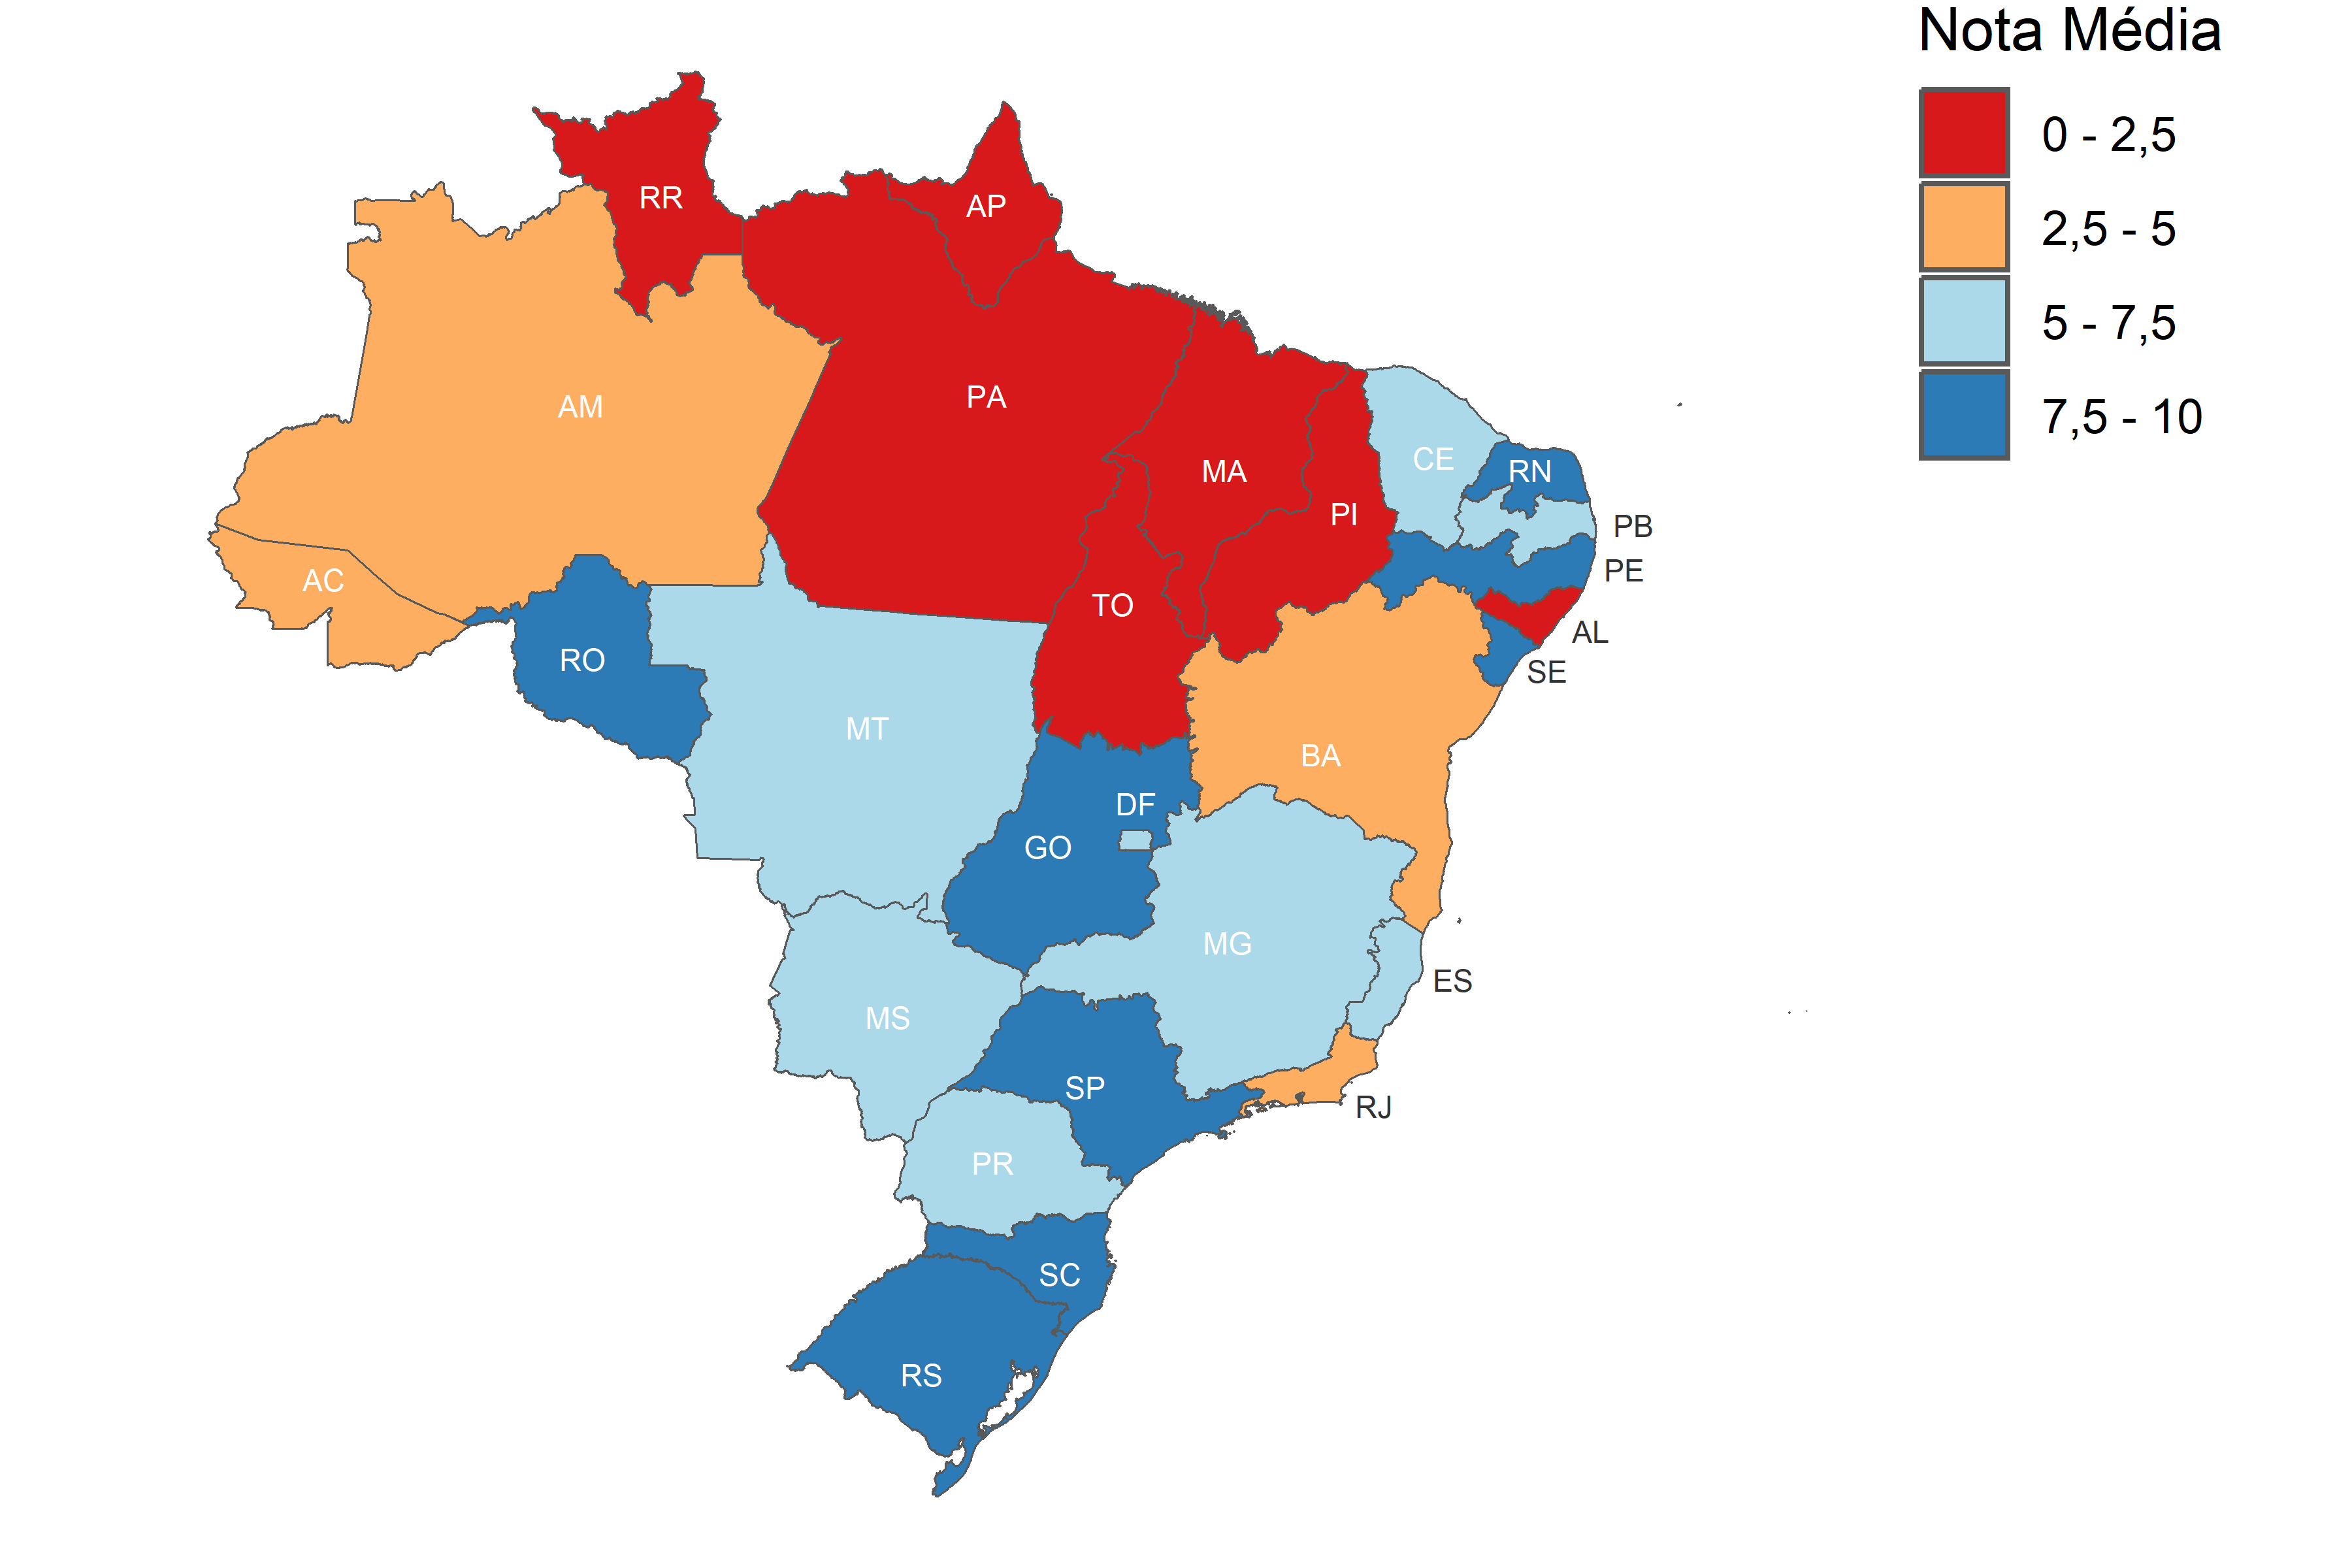 Nota Média
0 - 2,5
2,5 - 5
5 - 7,5
7,5 - 10
RR
AP
AM
PA
MA
CE
RN
PI
PB
PE
AC
TO
AL
RO
SE
MT
BA
DF
GO
MG
ES
MS
SP
RJ
PR
SC
RS